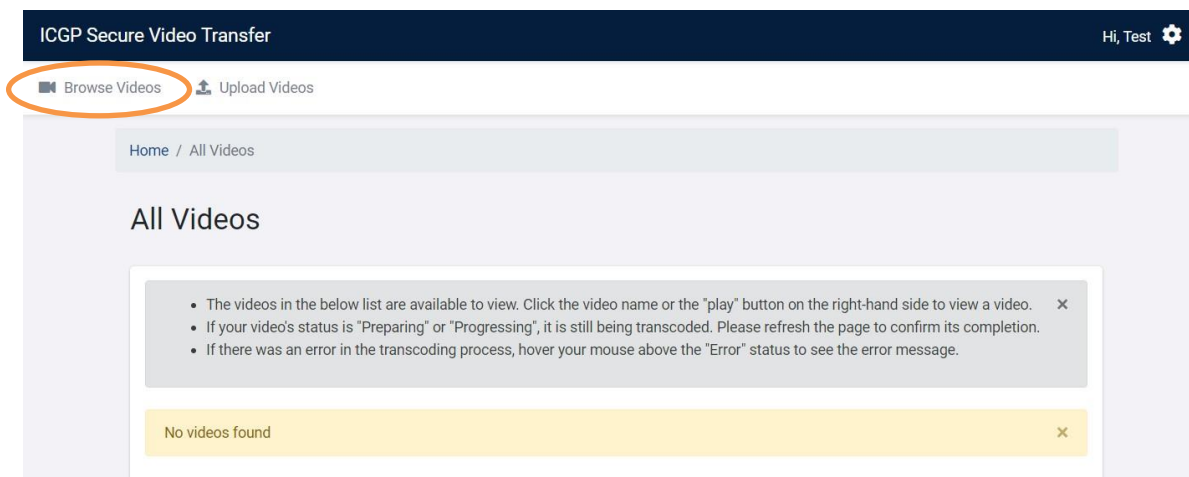 ICGP Secure Video Transfer
Hi, Test
Browse Videos
Upload Videos
Home / All Videos
All Videos
• The videos in the below list are available to view. Click the video name or the "play" button on the right-hand side to view a video.
• If your video's status is "Preparing" or "Progressing", it is still being transcoded. Please refresh the page to confirm its completion.
• If there was an error in the transcoding process, hover your mouse above the "Error" status to see the error message.
No videos found